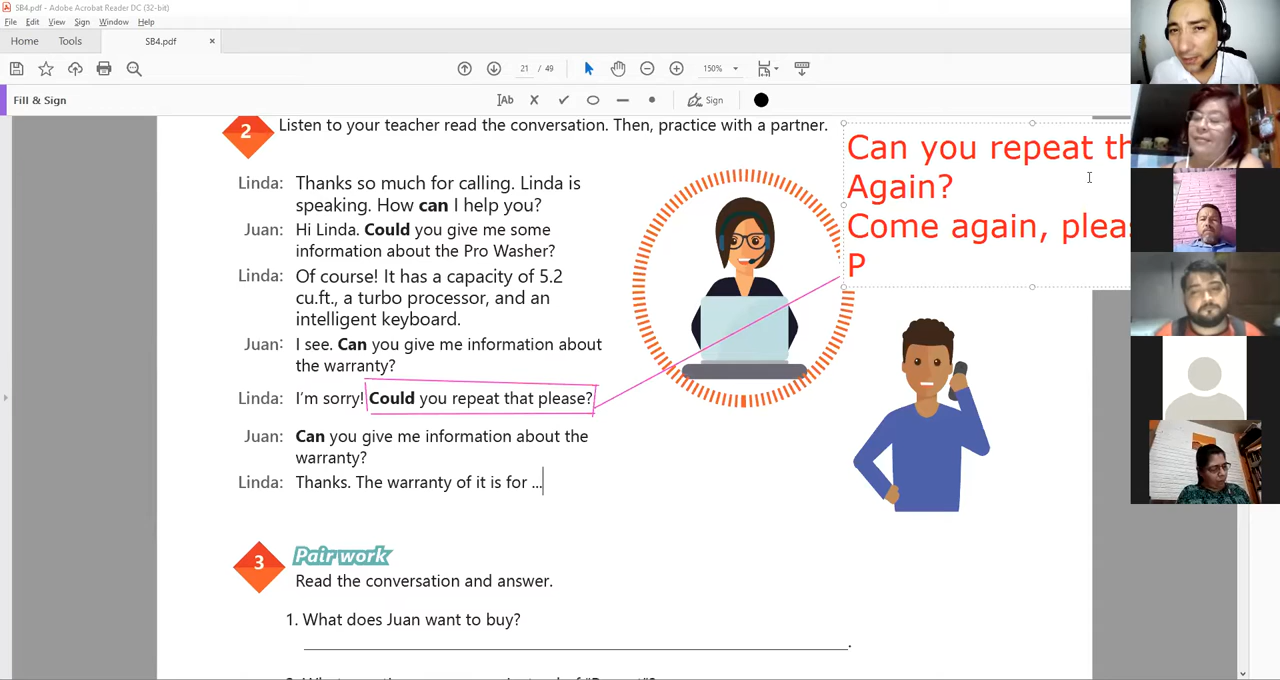 SB4.pdf - Adobe Acrobat Reader DC (32-bit)
File Edit View Sign Window Help
Home Tools SB4.pdf ×
21 / 49 150%
Fill & Sign Ab Sign
2 Listen to your teacher read the conversation. Then, practice with a partner.
Linda: Thanks so much for calling. Linda is
speaking. How can I help you?
Juan: Hi Linda. Could you give me some
information about the Pro Washer?
Linda: Of course! It has a capacity of 5.2
cu.ft., a turbo processor, and an
intelligent keyboard.
Juan: I see. Can you give me information about
the warranty?
Linda: I'm sorry! Could you repeat that please?
Juan: Can you give me information about the
warranty?
Linda: Thanks. The warranty of it is for ...
Can you repeat th
Again?
Come again, pleas
P
3 Pair work
Read the conversation and answer.
1. What does Juan want to buy?